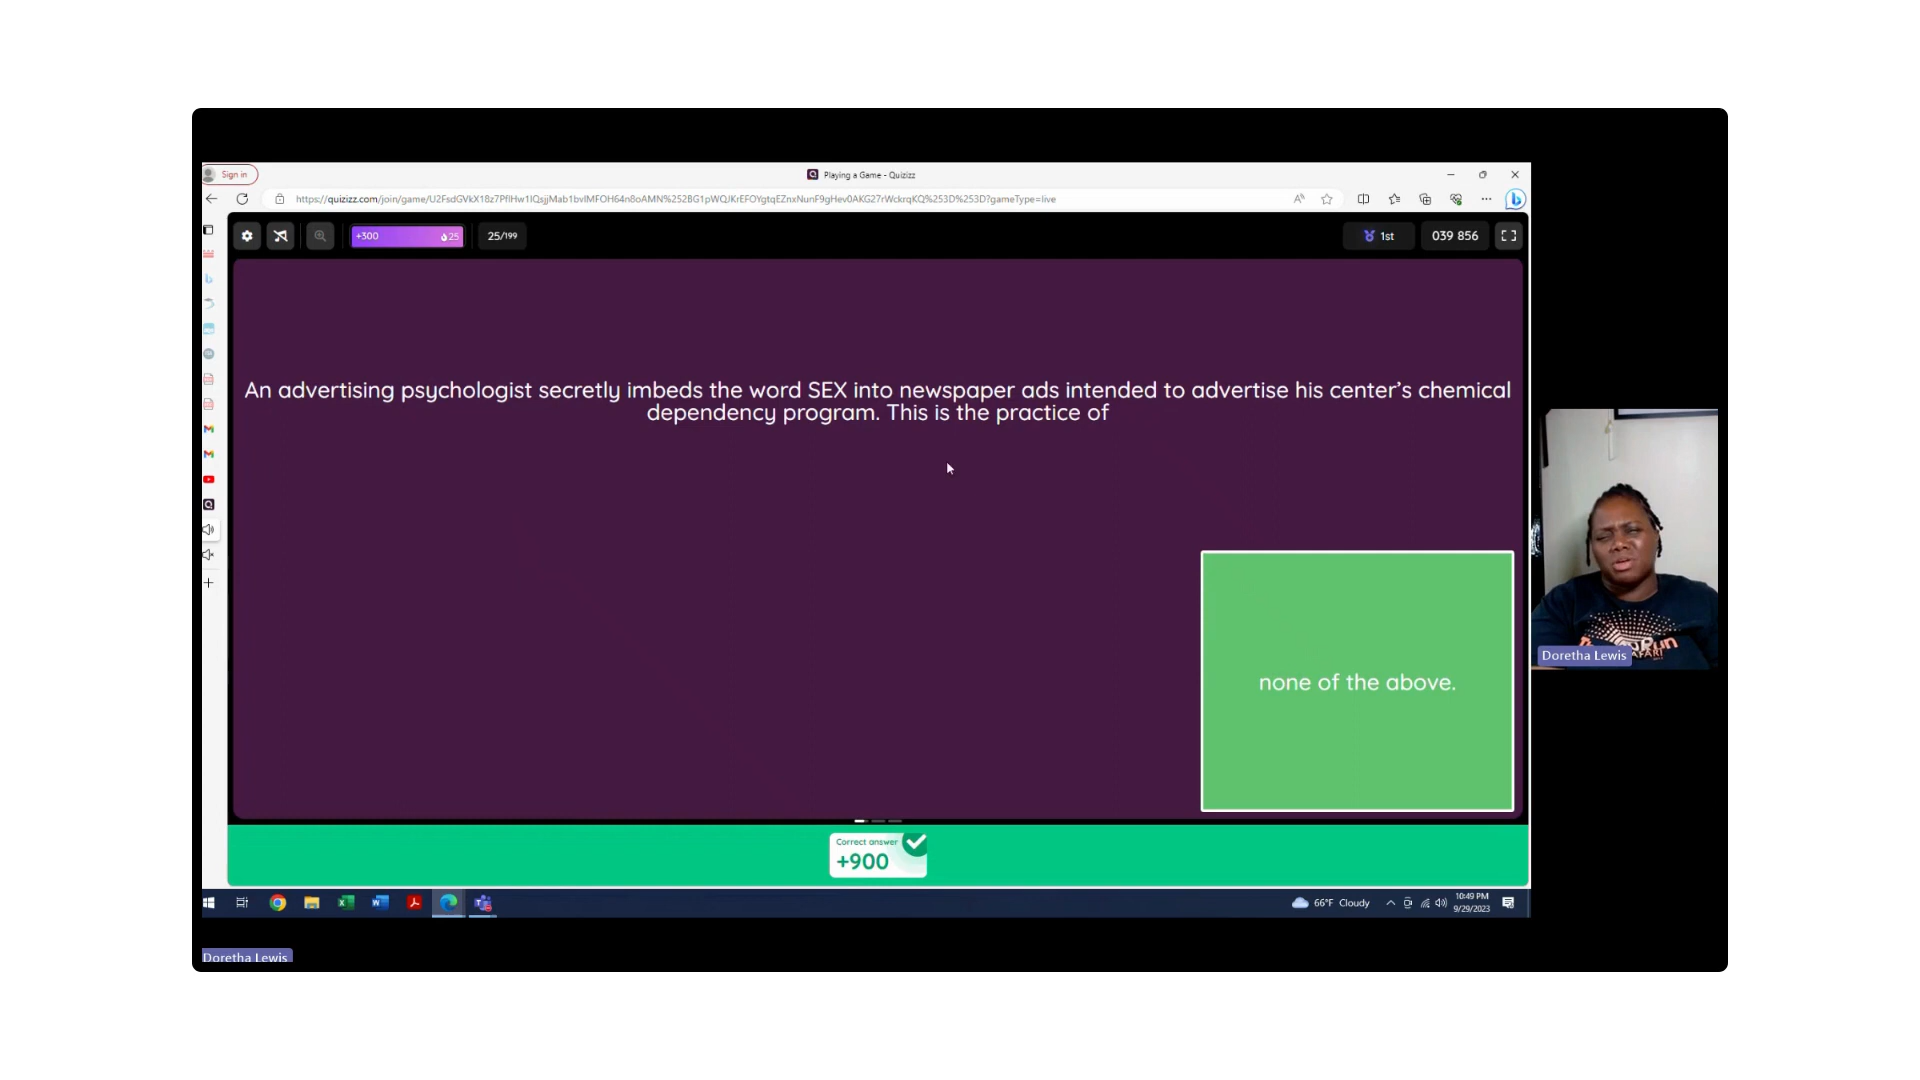 Sign in
Playing a Game - Quizizz
+300
25
25/199
1st
039 856
An advertising psychologist secretly imbeds the word SEX into newspaper ads intended to advertise his center's chemical
dependency program. This is the practice of
none of the above.
Correct answer
+900
Doretha Lewis
66°F Cloudy
10:49 PM
9/29/2023
Doretha Lewis